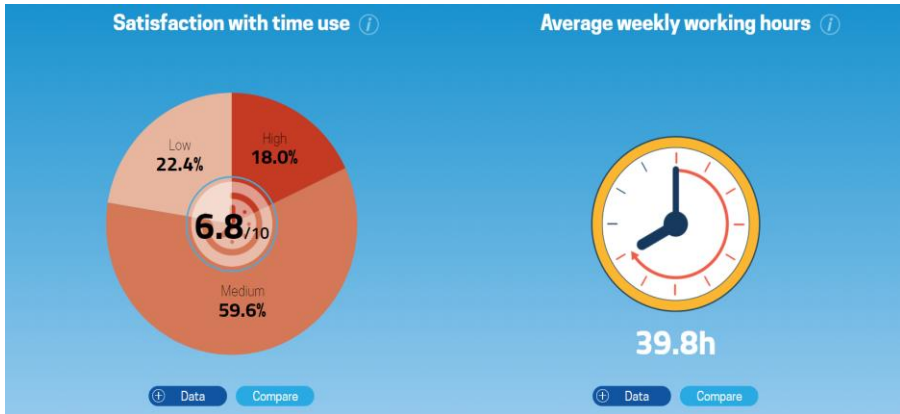 Satisfaction with time use
Average weekly working hours
Low
22.4%
High
18.0%
6.8/10
Medium
59.6%
39.8h
Data
Compare
Data
Compare